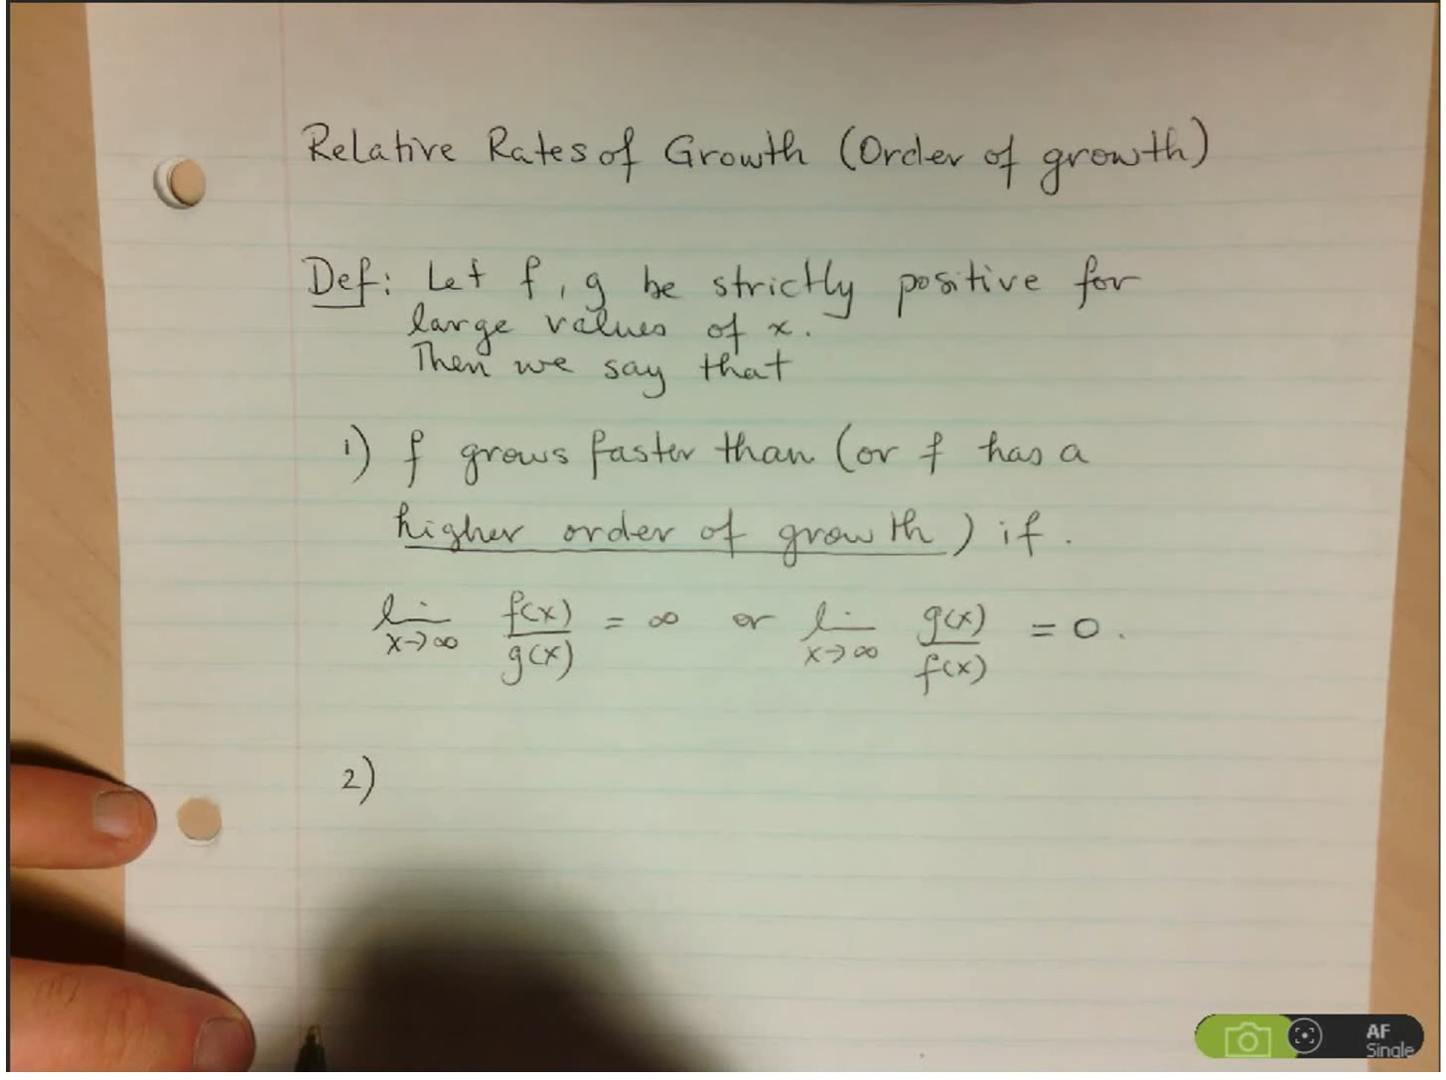 Relative Rates of Growth (Order of growth)
Def: Let f, g be strictly positive for
large values of x.
Then we say that
1) f grows faster than (or f has a
higher order of growth) if.
lim x→∞ f(x)/g(x) = ∞ or lim x→∞ g(x)/f(x) = 0.
2)
AF
Single